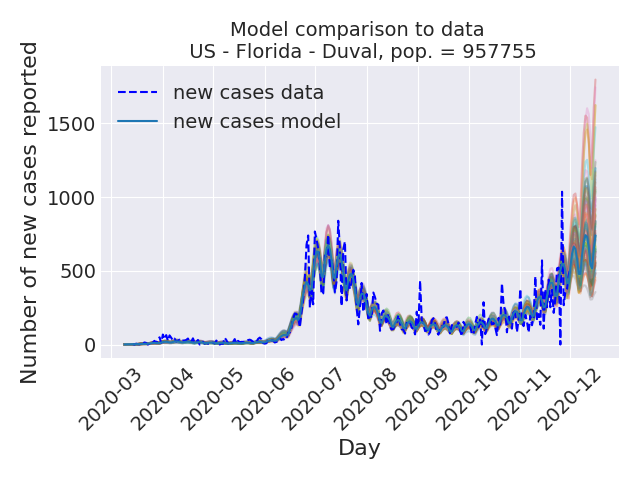 Model comparison to data
US - Florida - Duval, pop. = 957755
new cases data
new cases model
Number of new cases reported
1500
1000
500
0
2020-03
2020-04
2020-05
2020-06
2020-07
2020-08
2020-09
2020-10
2020-11
2020-12
Day